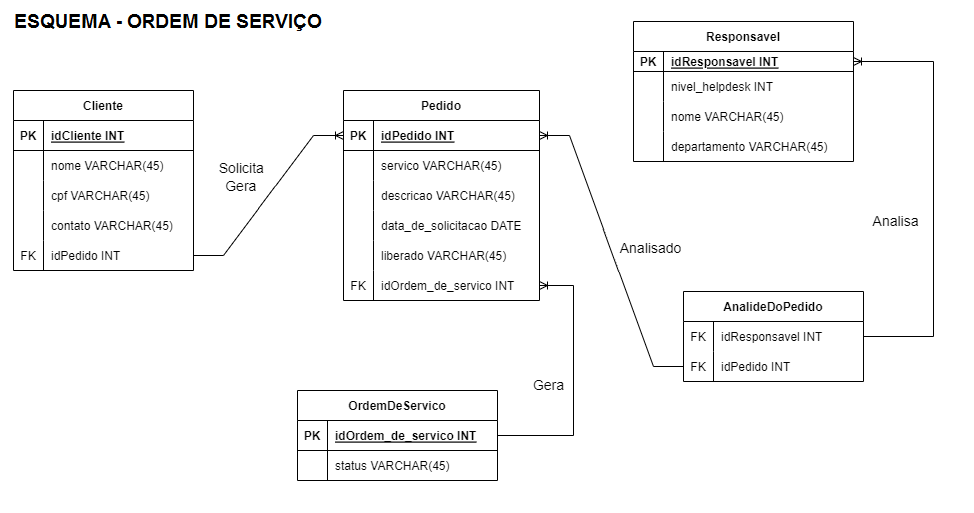 ESQUEMA - ORDEM DE SERVIÇO
Cliente
PK idCliente INT
nome VARCHAR(45)
cpf VARCHAR(45)
contato VARCHAR(45)
FK idPedido INT
Solicita
Gera
Pedido
PK idPedido INT
servico VARCHAR(45)
descricao VARCHAR(45)
data_de_solicitacao DATE
liberado VARCHAR(45)
FK idOrdem_de_servico INT
Responsavel
PK idResponsavel INT
nivel_helpdesk INT
nome VARCHAR(45)
departamento VARCHAR(45)
Analisado
Analisa
AnalideDoPedido
FK idResponsavel INT
FK idPedido INT
Gera
OrdemDeServico
PK idOrdem_de_servico INT
status VARCHAR(45)